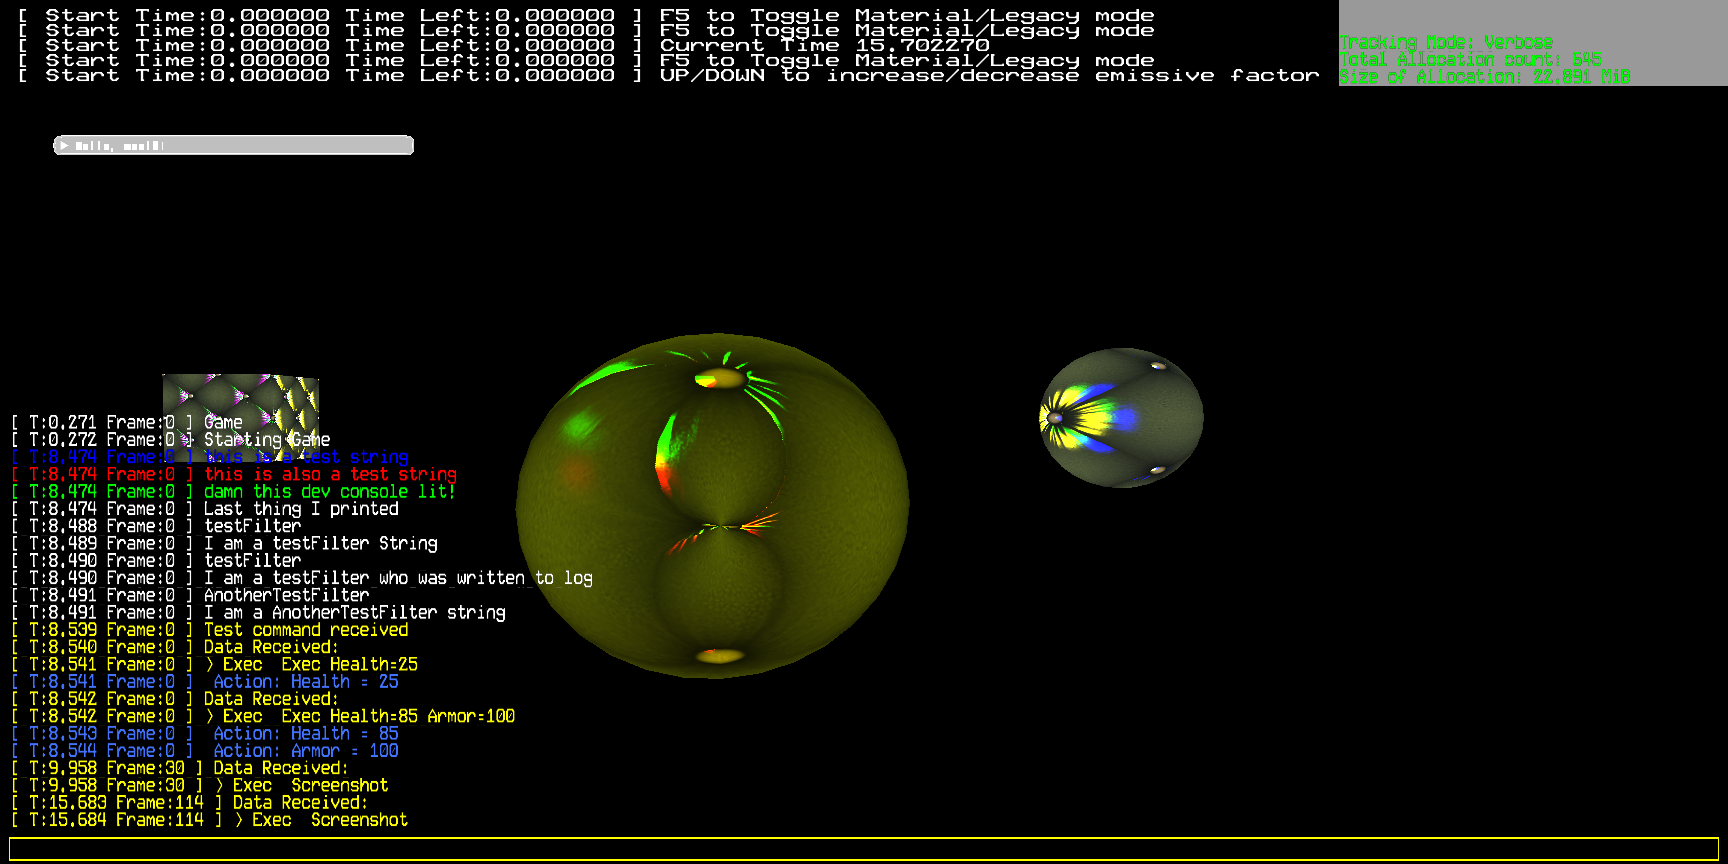 [ Start Time:0.000000 Time Left:0.000000 ] F5 to Toggle Material/Legacy mode
[ Start Time:0.000000 Time Left:0.000000 ] F5 to Toggle Material/Legacy mode
[ Start Time:0.000000 Time Left:0.000000 ] Current Time 15.702270
[ Start Time:0.000000 Time Left:0.000000 ] F5 to Toggle Material/Legacy mode
[ Start Time:0.000000 Time Left:0.000000 ] UP/DOWN to increase/decrease emissive factor
Tracking Mode: Verbose
Total Allocation count: 645
Size of Allocation: 22.891 MiB
[ T:0.271 Frame:0 ] Game
[ T:0.272 Frame:0 ] Starting Game
[ T:8.474 Frame:0 ] this is a test string
[ T:8.474 Frame:0 ] this is also a test string
[ T:8.474 Frame:0 ] damn this dev console lit!
[ T:8.474 Frame:0 ] Last thing I printed
[ T:8.488 Frame:0 ] testFilter
[ T:8.489 Frame:0 ] I am a testFilter String
[ T:8.490 Frame:0 ] testFilter
[ T:8.490 Frame:0 ] I am a testFilter who was written to log
[ T:8.491 Frame:0 ] AnotherTestFilter
[ T:8.491 Frame:0 ] I am a AnotherTestFilter string
[ T:8.539 Frame:0 ] Test command received
[ T:8.540 Frame:0 ] Data Received:
[ T:8.541 Frame:0 ] > Exec  Exec Health=25
[ T:8.541 Frame:0 ]  Action: Health = 25
[ T:8.542 Frame:0 ] Data Received:
[ T:8.542 Frame:0 ] > Exec  Exec Health=85 Armor=100
[ T:8.543 Frame:0 ]  Action: Health = 85
[ T:8.544 Frame:0 ]  Action: Armor = 100
[ T:9.958 Frame:30 ] Data Received:
[ T:9.958 Frame:30 ] > Exec  Screenshot
[ T:15.683 Frame:114 ] Data Received:
[ T:15.684 Frame:114 ] > Exec  Screenshot